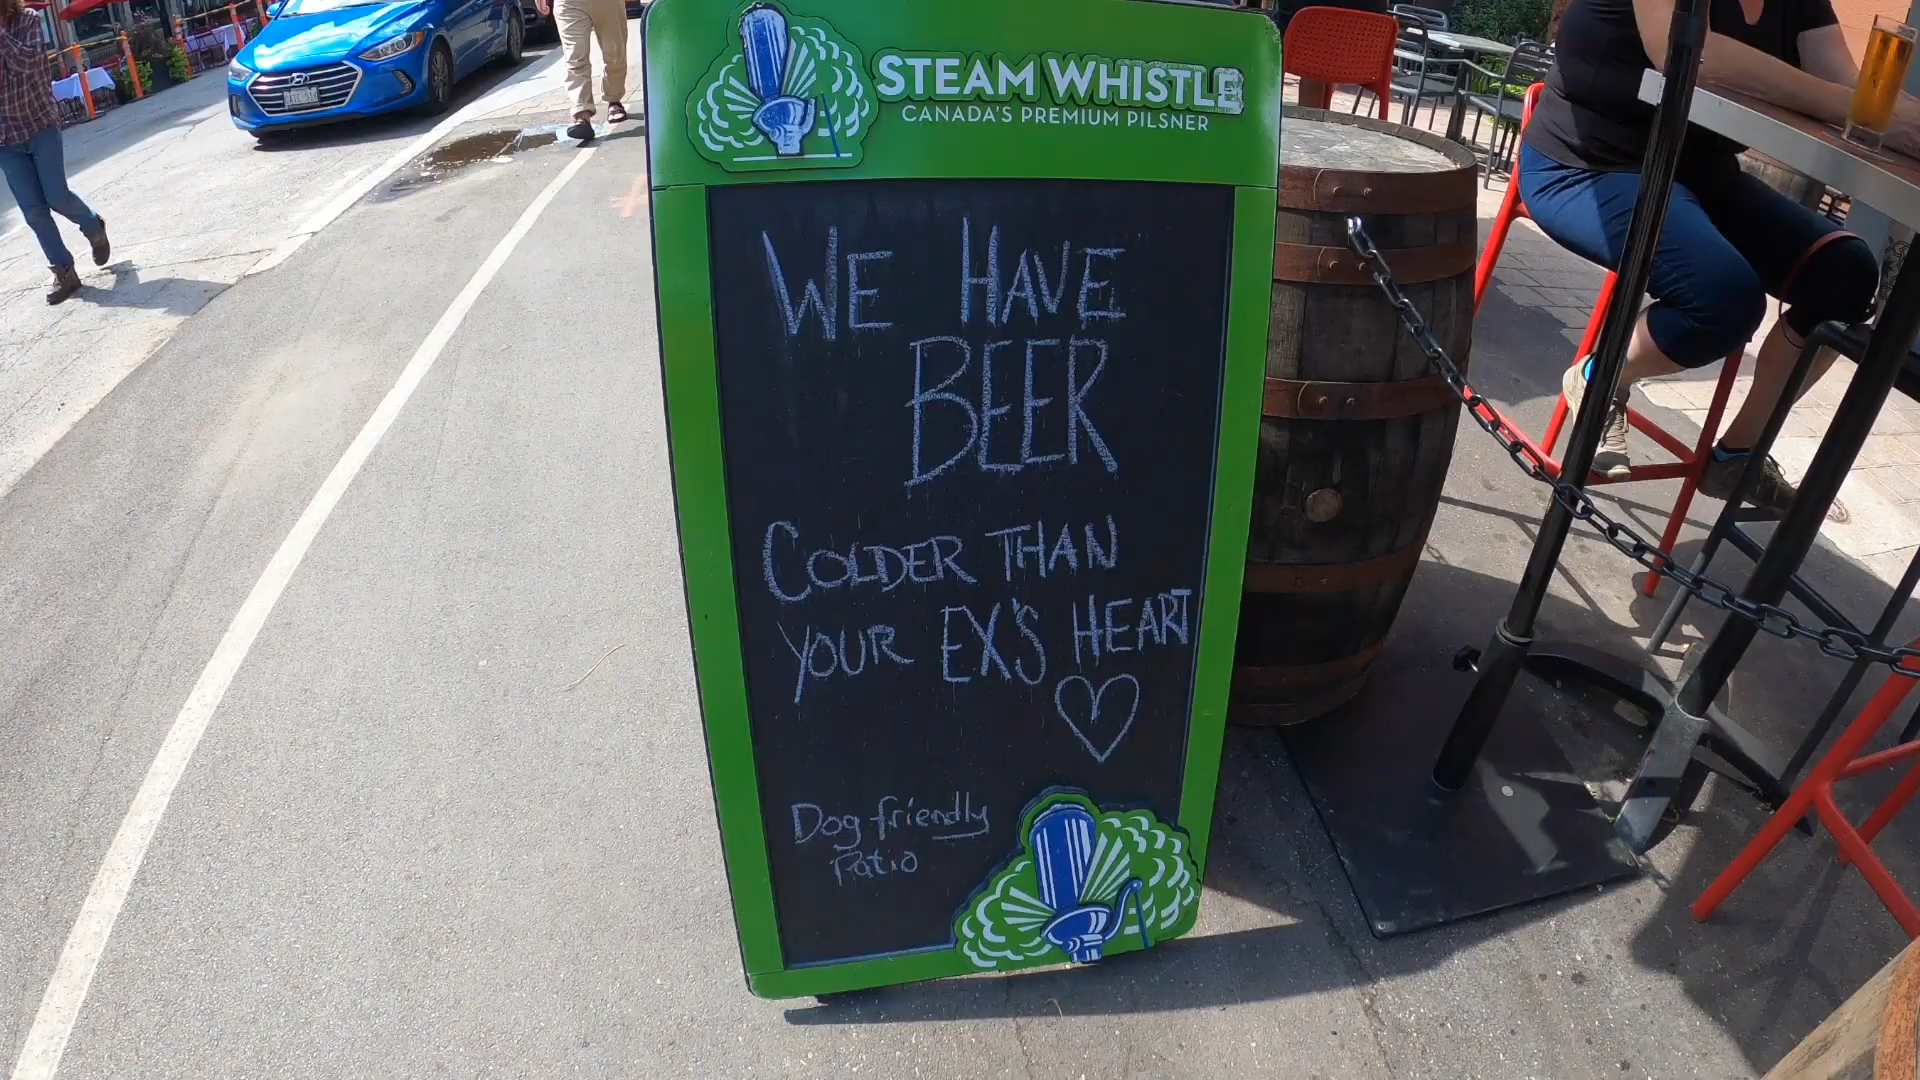 STEAM WHISTLE
CANADA'S PREMIUM PILSNER
WE HAVE
BEER
COLDER THAN
YOUR EX'S HEART
Dog friendly
Patio